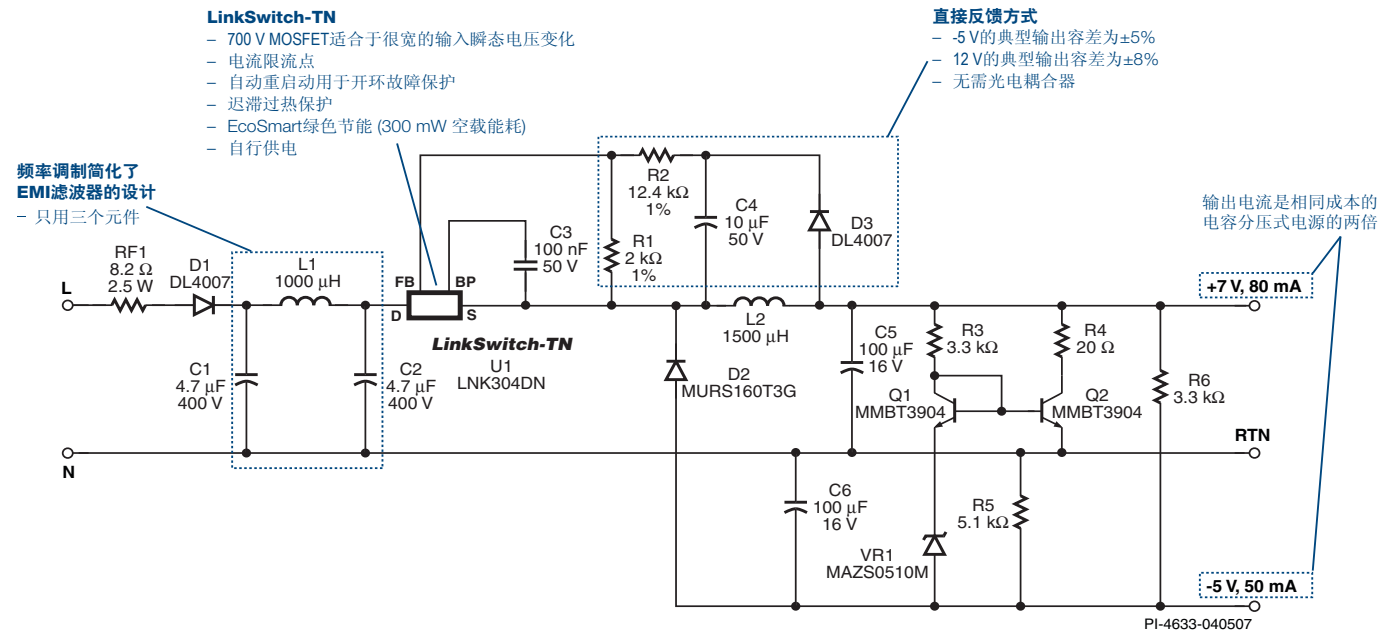 LinkSwitch-TN
– 700 V MOSFET适合于很宽的输入瞬态电压变化
– 电流限流点
– 自动重启动用于开环故障保护
– 迟滞过热保护
– EcoSmart绿色节能 (300 mW 空载能耗)
– 自行供电
直接反馈方式
– -5 V的典型输出容差为±5%
– 12 V的典型输出容差为±8%
– 无需光电耦合器
频率调制简化了
EMI滤波器的设计
– 只用三个元件
输出电流是相同成本的
电容分压式电源的两倍
RF1
8.2 Ω
2.5 W
D1
DL4007
L1
1000 µH
L
N
C1
4.7 µF
400 V
C2
4.7 µF
400 V
FB
BP
D
S
LinkSwitch-TN
U1
LNK304DN
C3
100 nF
50 V
R2
12.4 kΩ
1%
R1
2 kΩ
1%
C4
10 µF
50 V
D3
DL4007
L2
1500 µH
D2
MURS160T3G
C5
100 µF
16 V
R3
3.3 kΩ
R4
20 Ω
Q1
MMBT3904
Q2
MMBT3904
R6
3.3 kΩ
+7 V, 80 mA
RTN
C6
100 µF
16 V
R5
5.1 kΩ
VR1
MAZS0510M
-5 V, 50 mA
PI-4633-040507